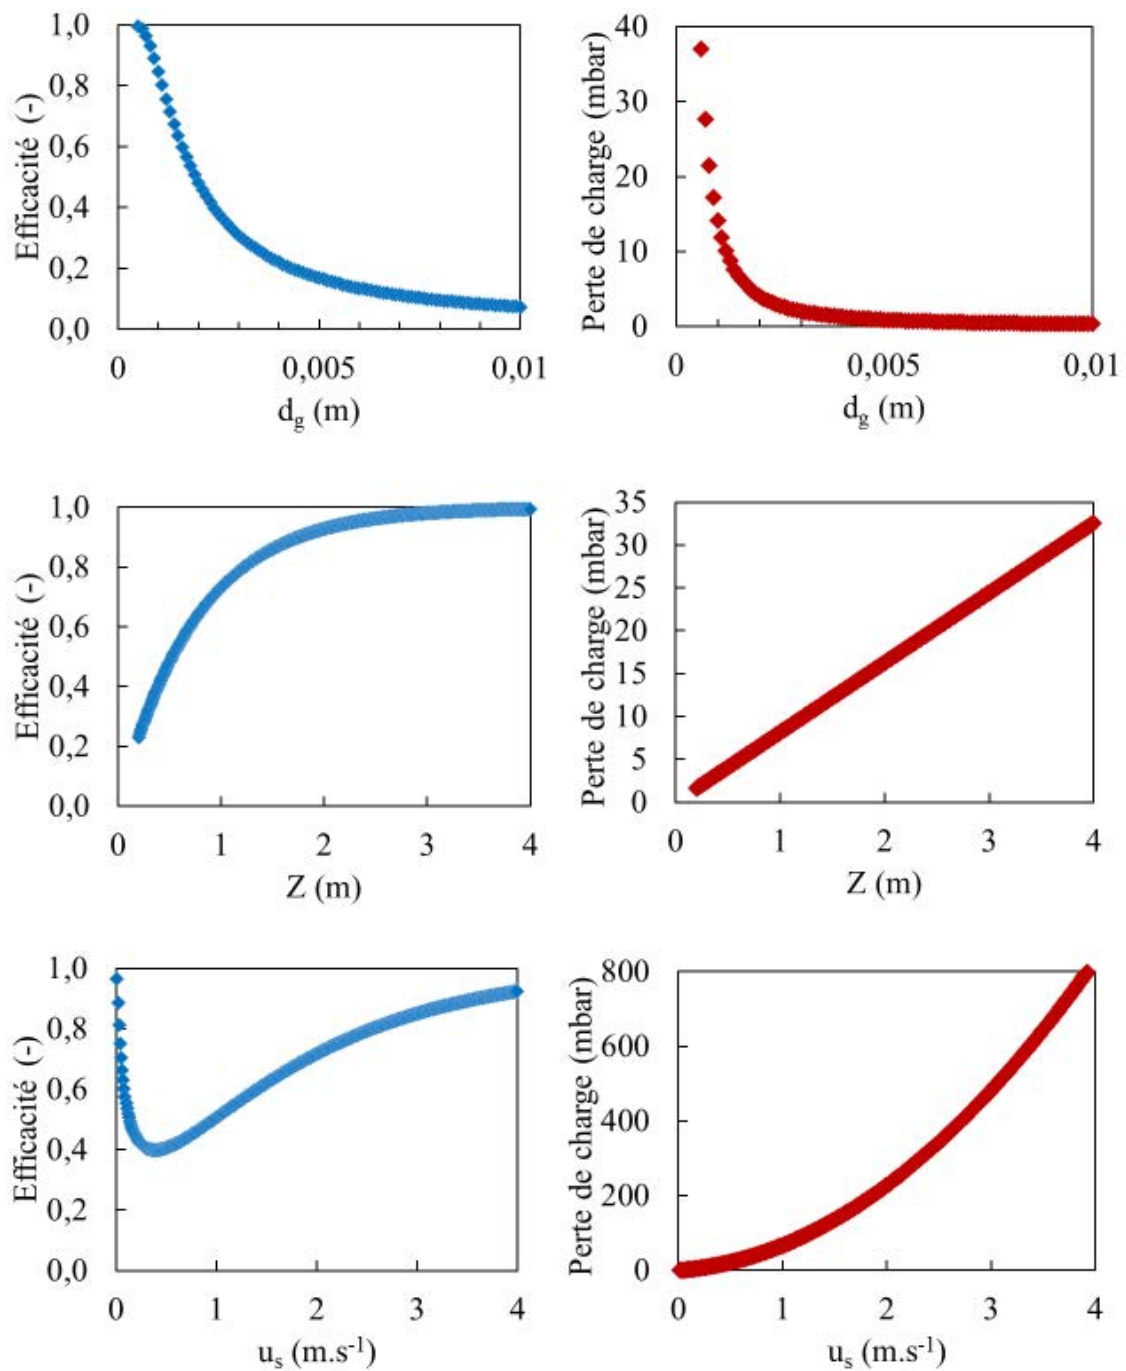 1,0
0,8
0,6
0,4
0,2
0,0
Efficacité (-)
0 0,005 0,01
d_g (m)
40
30
20
10
0
Perte de charge (mbar)
0 0,005 0,01
d_g (m)
1,0
0,8
0,6
0,4
0,2
0,0
Efficacité (-)
0 1 2 3 4
Z (m)
35
30
25
20
15
10
5
0
Perte de charge (mbar)
0 1 2 3 4
Z (m)
1,0
0,8
0,6
0,4
0,2
0,0
Efficacité (-)
0 1 2 3 4
u_s (m.s⁻¹)
800
600
400
200
0
Perte de charge (mbar)
0 1 2 3 4
u_s (m.s⁻¹)